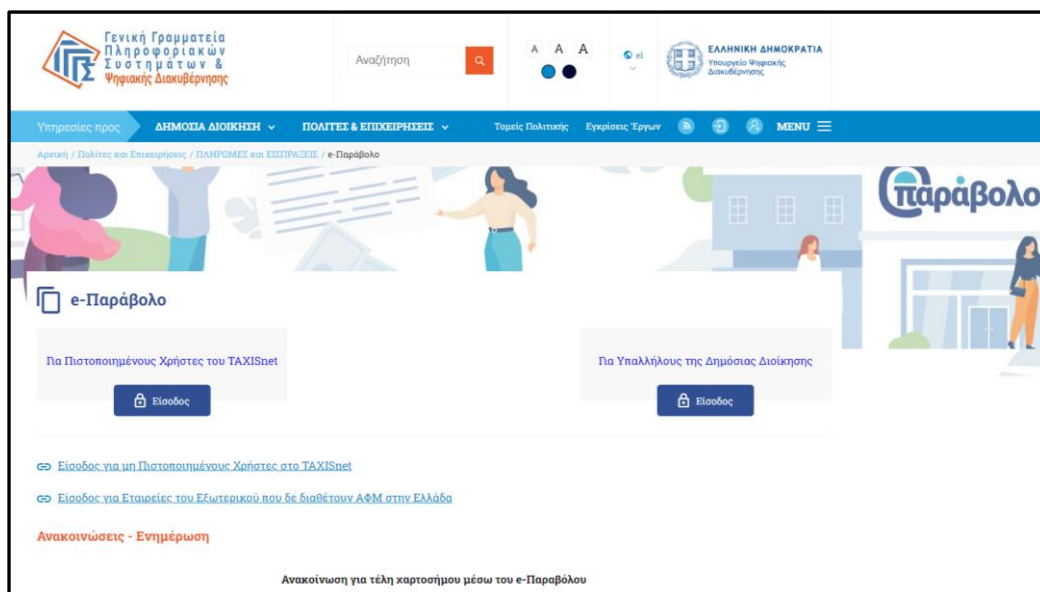 Γενική Γραμματεία
Πληροφοριακών
Συστημάτων &
Ψηφιακής Διακυβέρνησης
Αναζήτηση
A A A
el
ΕΛΛΗΝΙΚΗ ΔΗΜΟΚΡΑΤΙΑ
Υπουργείο Ψηφιακής
Διακυβέρνησης
Υπηρεσίες προς ΔΗΜΟΣΙΑ ΔΙΟΙΚΗΣΗ ΠΟΛΙΤΕΣ & ΕΠΙΧΕΙΡΗΣΕΙΣ Τομείς Πολιτικής Εγκρίσεις Έργων MENU
Αρχική / Πολίτες και Επιχειρήσεις / ΠΛΗΡΩΜΕΣ και ΕΙΣΠΡΑΞΕΙΣ / e-Παράβολο
παράβολο
e-Παράβολο
Για Πιστοποιημένους Χρήστες του TAXISnet
Είσοδος
Για Υπαλλήλους της Δημόσιας Διοίκησης
Είσοδος
Είσοδος για μη Πιστοποιημένους Χρήστες στο TAXISnet
Είσοδος για Εταιρείες του Εξωτερικού που δε διαθέτουν ΑΦΜ στην Ελλάδα
Ανακοινώσεις - Ενημέρωση
Ανακοίνωση για τέλη χαρτοσήμου μέσω του e-Παραβόλου